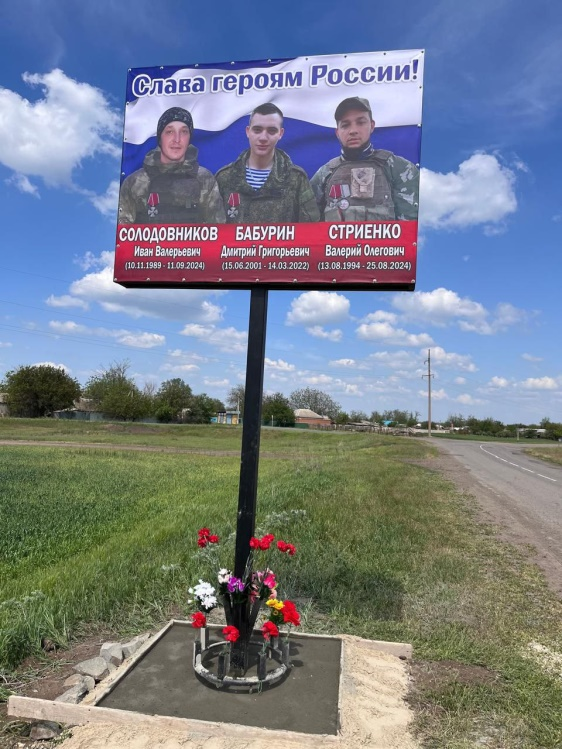 Слава героям России!
СОЛОДОВНИКОВ БАБУРИН СТРИЕНКО
Иван Валерьевич Дмитрий Григорьевич Валерий Олегович
(10.11.1989 - 11.09.2024) (15.06.2001 - 14.03.2022) (13.08.1994 - 25.08.2024)